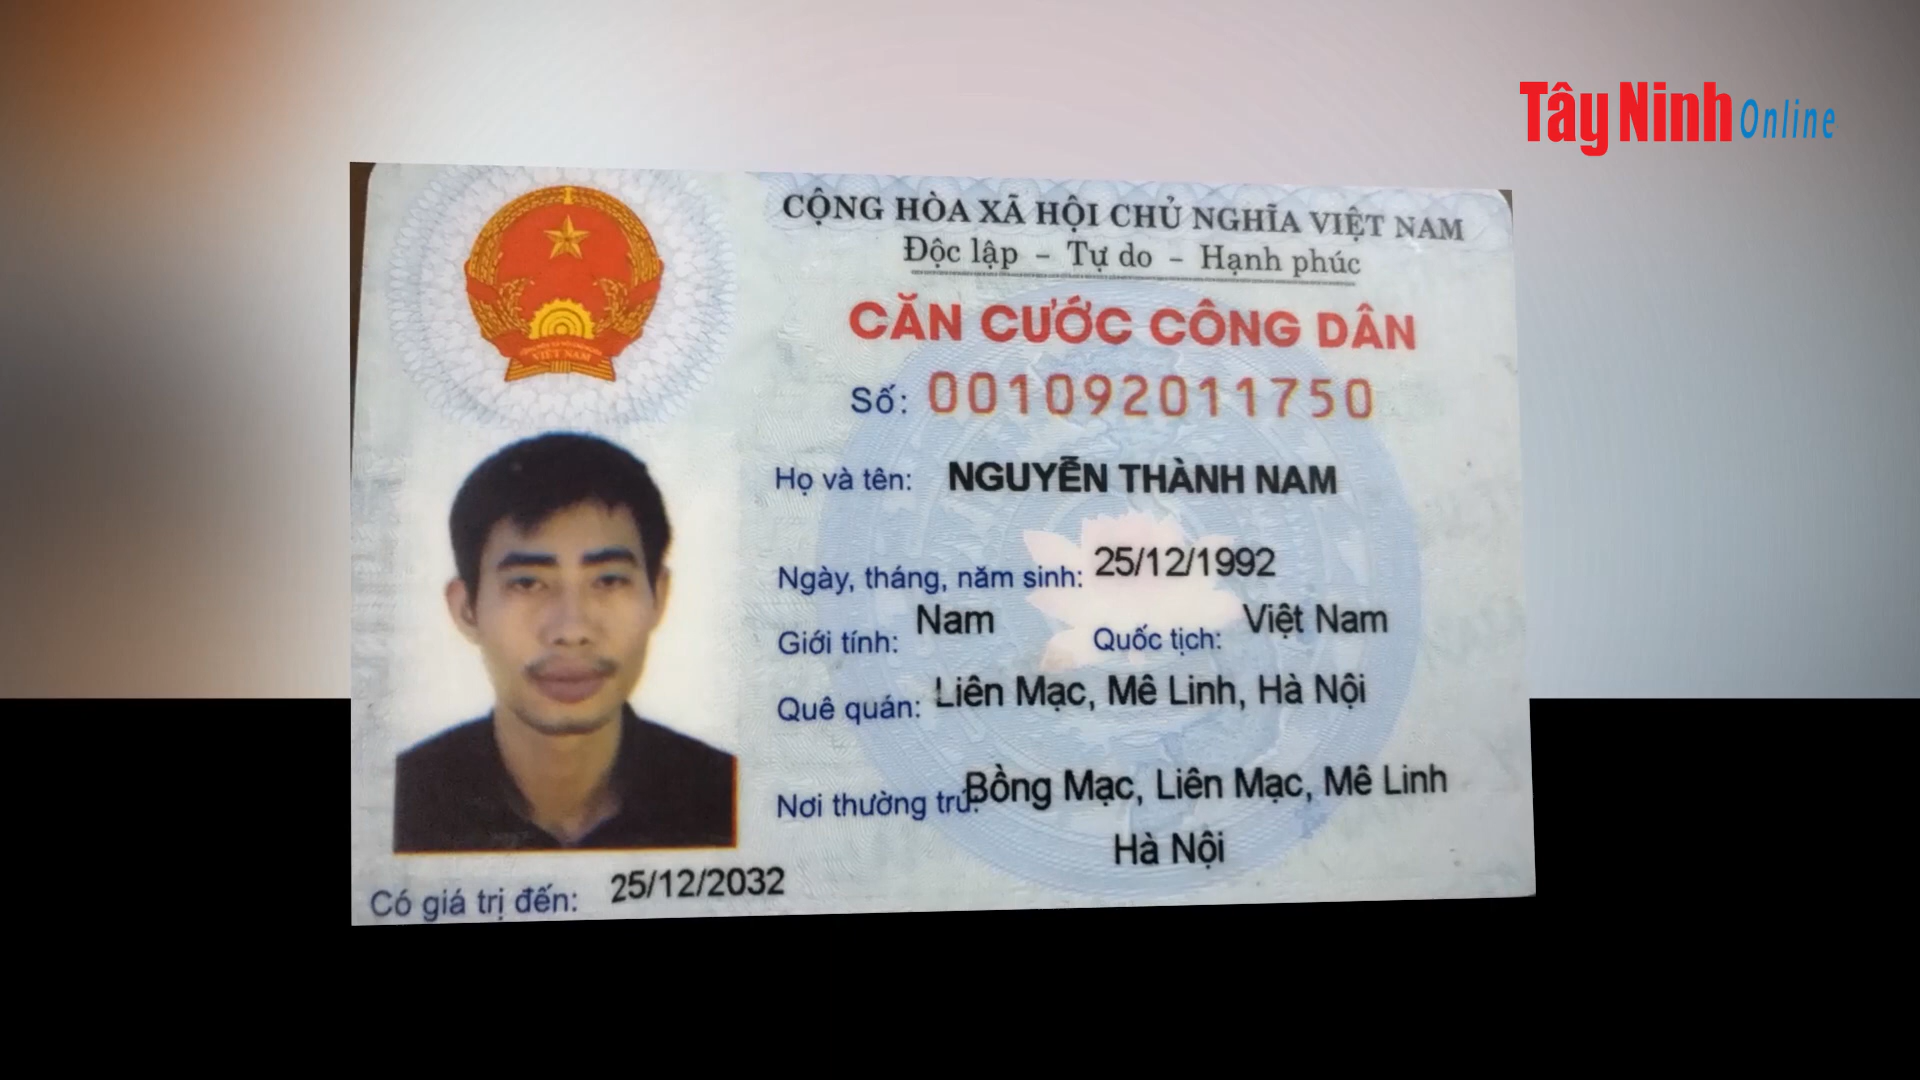 Tây Ninh Online
CỘNG HÒA XÃ HỘI CHỦ NGHĨA VIỆT NAM
Độc lập - Tự do - Hạnh phúc
CĂN CƯỚC CÔNG DÂN
Số: 001092011750
Họ và tên: NGUYỄN THÀNH NAM
Ngày, tháng, năm sinh: 25/12/1992
Giới tính: Nam Quốc tịch: Việt Nam
Quê quán: Liên Mạc, Mê Linh, Hà Nội
Nơi thường trú: Bồng Mạc, Liên Mạc, Mê Linh
Hà Nội
Có giá trị đến: 25/12/2032
VIỆT NAM